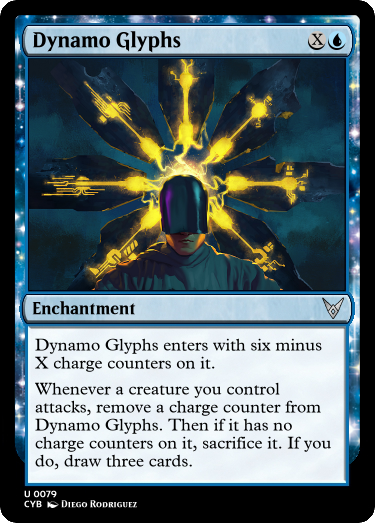 Dynamo Glyphs
X
Enchantment
Dynamo Glyphs enters with six minus
X charge counters on it.
Whenever a creature you control
attacks, remove a charge counter from
Dynamo Glyphs. Then if it has no
charge counters on it, sacrifice it. If you
do, draw three cards.
U 0079
CYB Diego Rodriguez